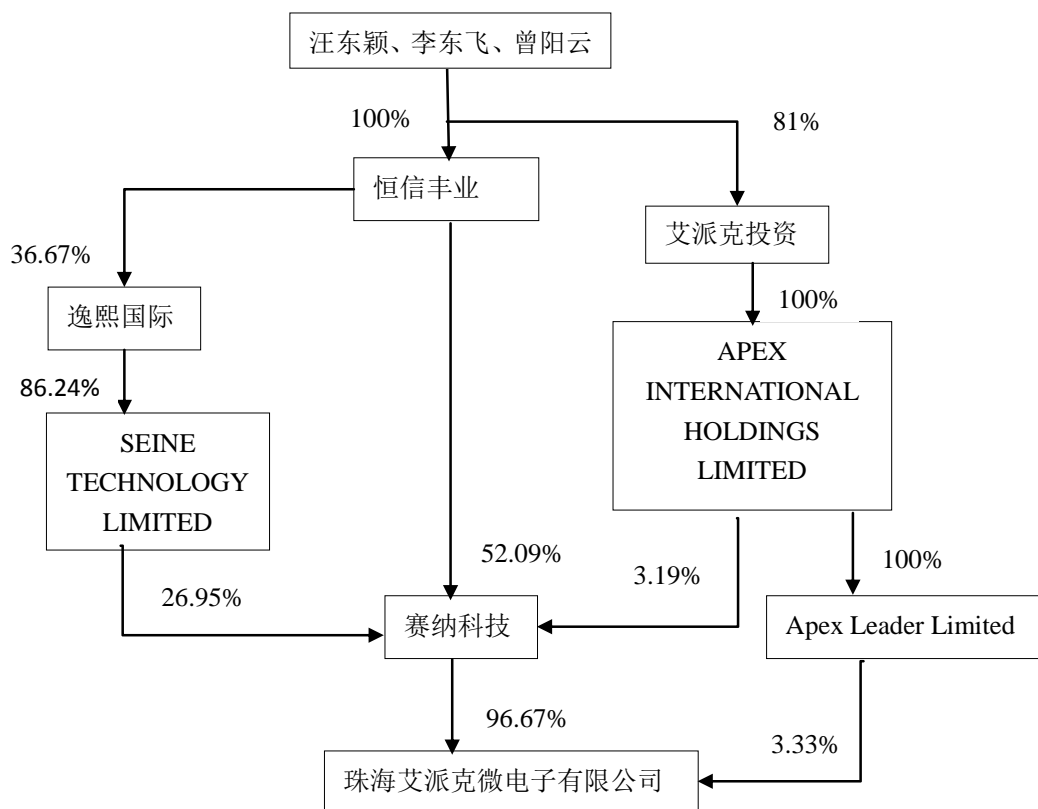 汪东颖、李东飞、曾阳云
100%
81%
恒信丰业
艾派克投资
36.67%
100%
逸熙国际
86.24%
APEX
INTERNATIONAL
HOLDINGS
LIMITED
SEINE
TECHNOLOGY
LIMITED
52.09%
3.19%
100%
26.95%
赛纳科技
Apex Leader Limited
96.67%
3.33%
珠海艾派克微电子有限公司